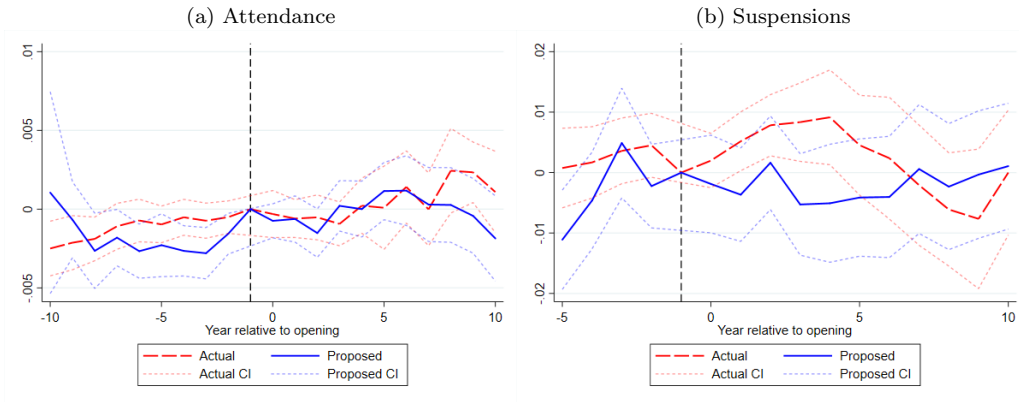 (a) Attendance
.01
.005
0
-.005
-10
-5
0
5
10
Year relative to opening
Actual
Proposed
Actual CI
Proposed CI
(b) Suspensions
.02
.01
0
-.01
-.02
-5
0
5
10
Year relative to opening
Actual
Proposed
Actual CI
Proposed CI